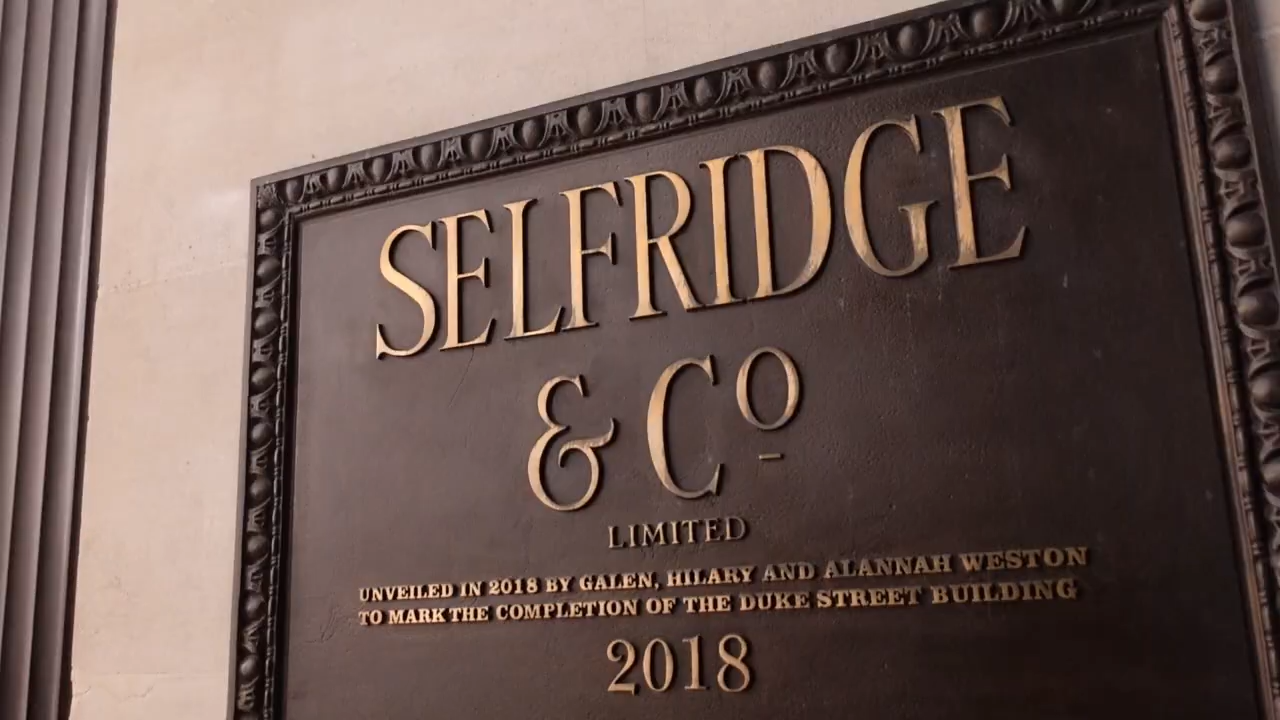 SELFRIDGE
& Cº
LIMITED
UNVEILED IN 2018 BY GALEN, HILARY AND ALANNAH WESTON
TO MARK THE COMPLETION OF THE DUKE STREET BUILDING
2018